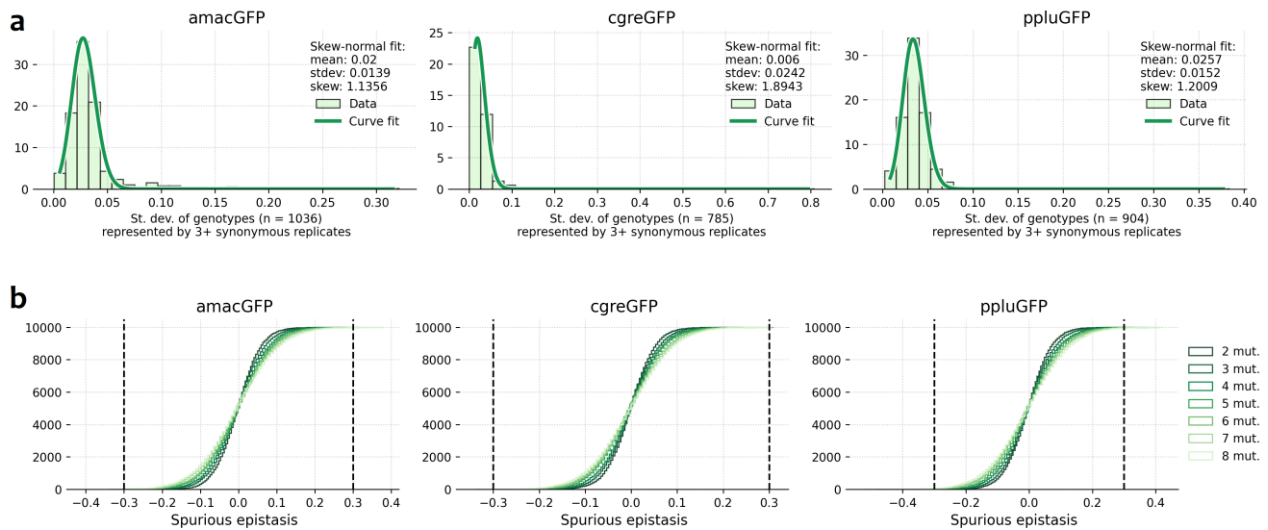 a
amacGFP
Skew-normal fit:
mean: 0.02
stdev: 0.0139
skew: 1.1356
Data
Curve fit
30
20
10
0
0.00 0.05 0.10 0.15 0.20 0.25 0.30
St. dev. of genotypes (n = 1036)
represented by 3+ synonymous replicates
cgreGFP
Skew-normal fit:
mean: 0.006
stdev: 0.0242
skew: 1.8943
Data
Curve fit
25
20
15
10
5
0
0.0 0.1 0.2 0.3 0.4 0.5 0.6 0.7 0.8
St. dev. of genotypes (n = 785)
represented by 3+ synonymous replicates
ppluGFP
Skew-normal fit:
mean: 0.0257
stdev: 0.0152
skew: 1.2009
Data
Curve fit
30
20
10
0
0.00 0.05 0.10 0.15 0.20 0.25 0.30 0.35 0.40
St. dev. of genotypes (n = 904)
represented by 3+ synonymous replicates
b
amacGFP
10000
8000
6000
4000
2000
0
−0.4 −0.3 −0.2 −0.1 0.0 0.1 0.2 0.3 0.4
Spurious epistasis
cgreGFP
−0.3 −0.2 −0.1 0.0 0.1 0.2 0.3
Spurious epistasis
ppluGFP
10000
8000
6000
4000
2000
0
−0.4 −0.2 0.0 0.2 0.4
Spurious epistasis
2 mut.
3 mut.
4 mut.
5 mut.
6 mut.
7 mut.
8 mut.